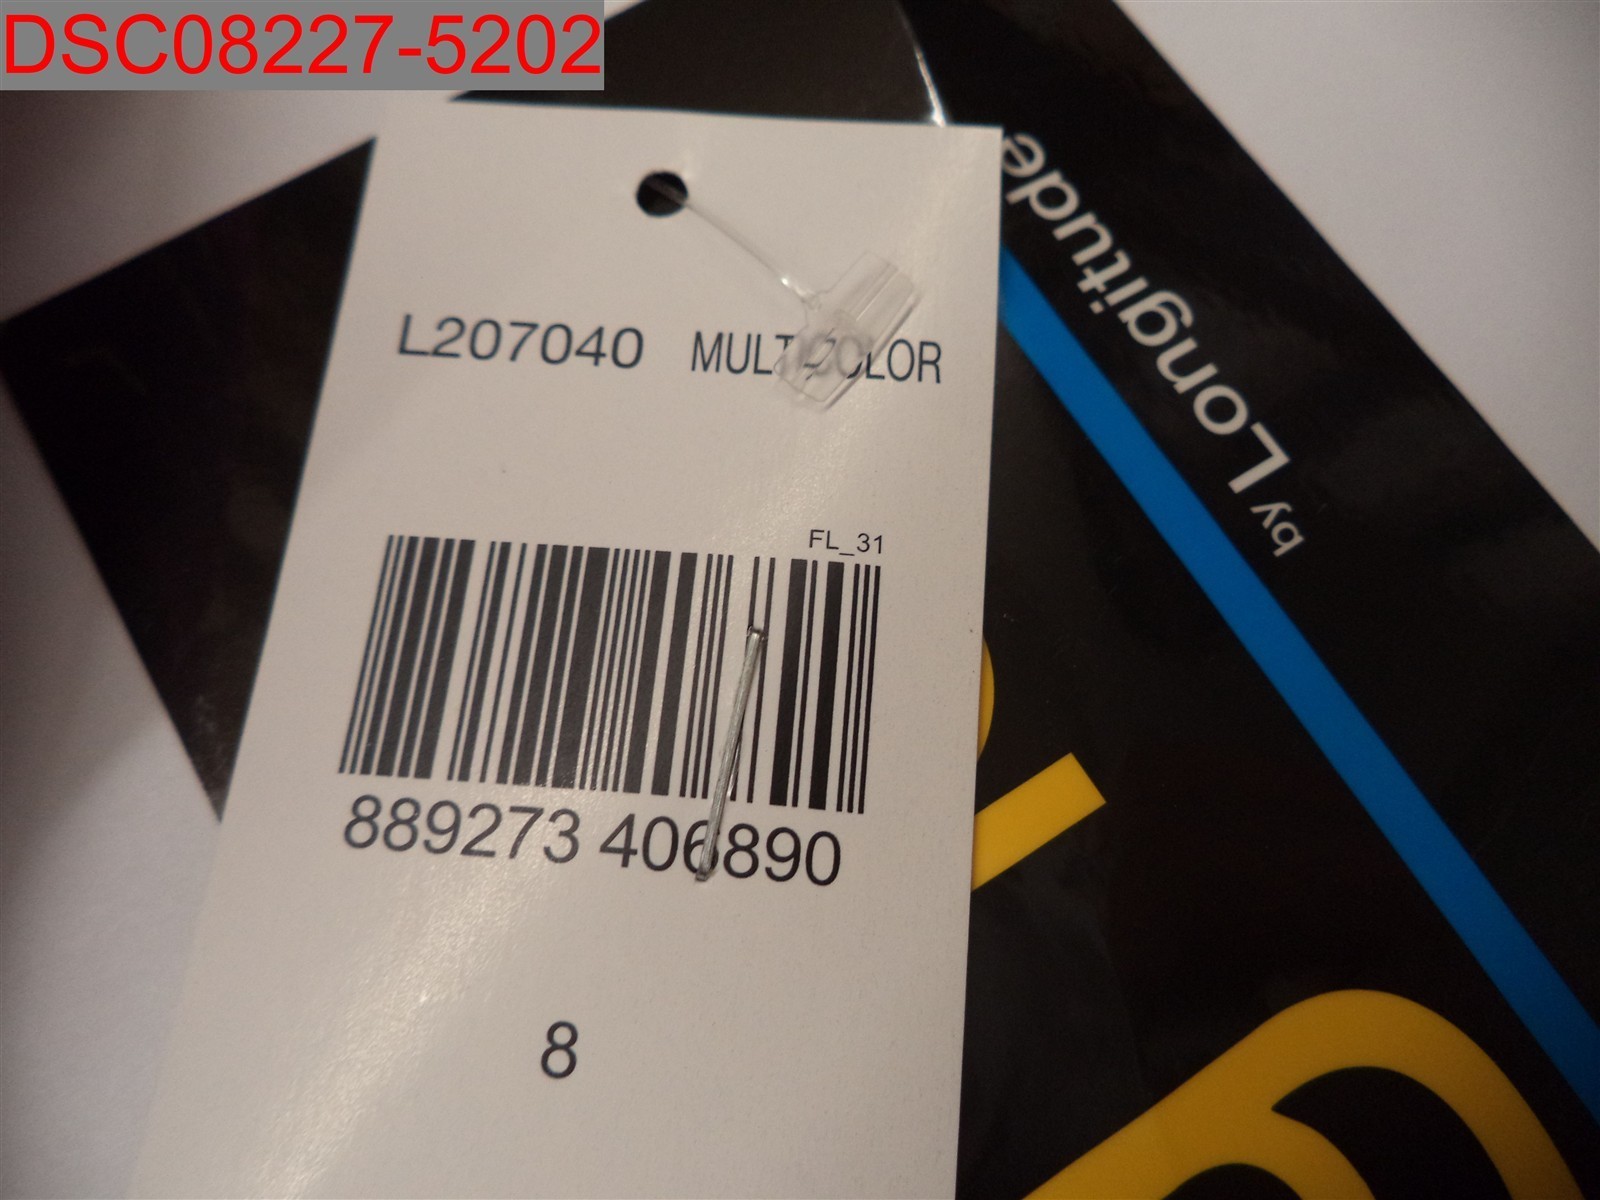 DSC08227-5202
L207040 MULTICOLOR
FL_31
889273 406890
8
by Longitude